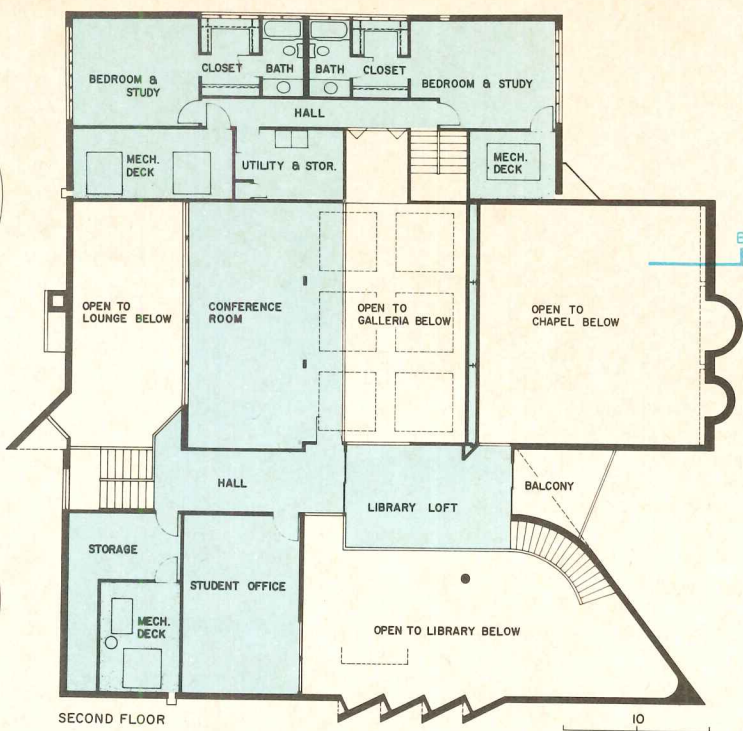 BEDROOM &
STUDY
CLOSET
BATH
BATH
CLOSET
BEDROOM & STUDY
HALL
MECH.
DECK
UTILITY & STOR.
MECH.
DECK
OPEN TO
LOUNGE BELOW
CONFERENCE
ROOM
OPEN TO
GALLERIA BELOW
OPEN TO
CHAPEL BELOW
HALL
LIBRARY LOFT
BALCONY
STORAGE
STUDENT OFFICE
MECH.
DECK
OPEN TO LIBRARY BELOW
SECOND FLOOR
10